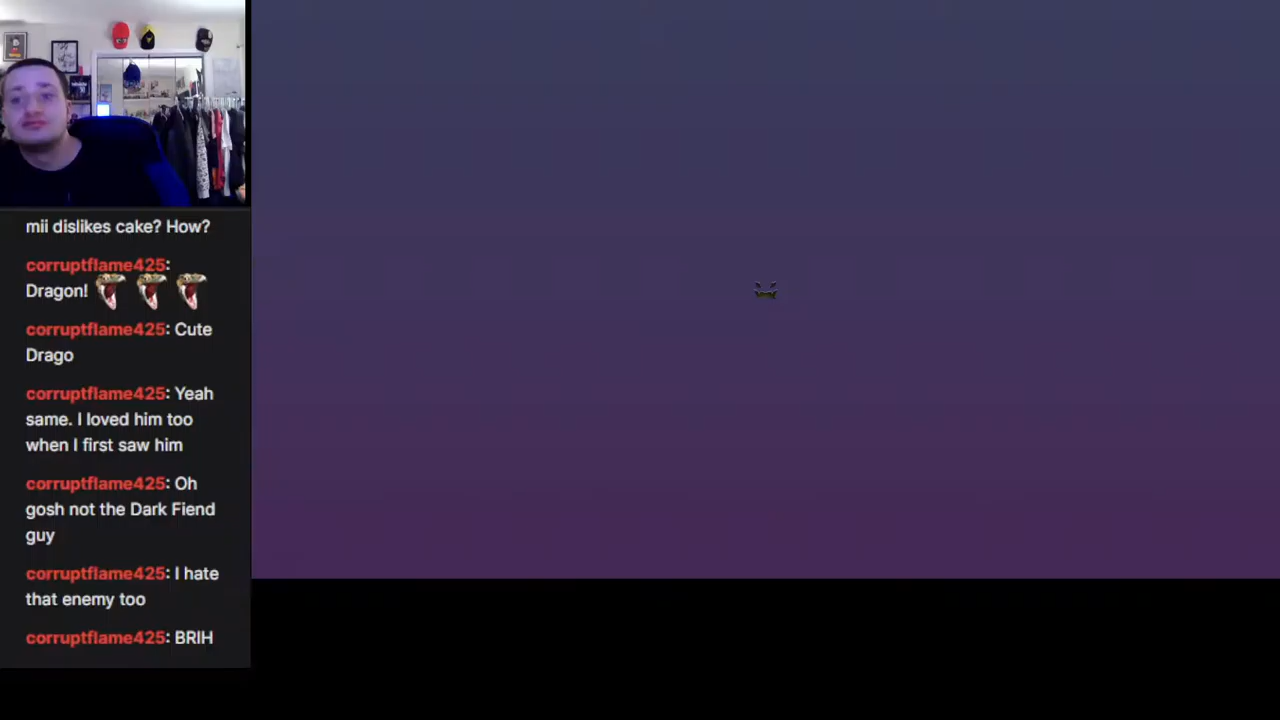 mii dislikes cake? How?
corruptflame425:
Dragon!
corruptflame425: Cute
Drago
corruptflame425: Yeah
same. I loved him too
when I first saw him
corruptflame425: Oh
gosh not the Dark Fiend
guy
corruptflame425: I hate
that enemy too
corruptflame425: BRIH